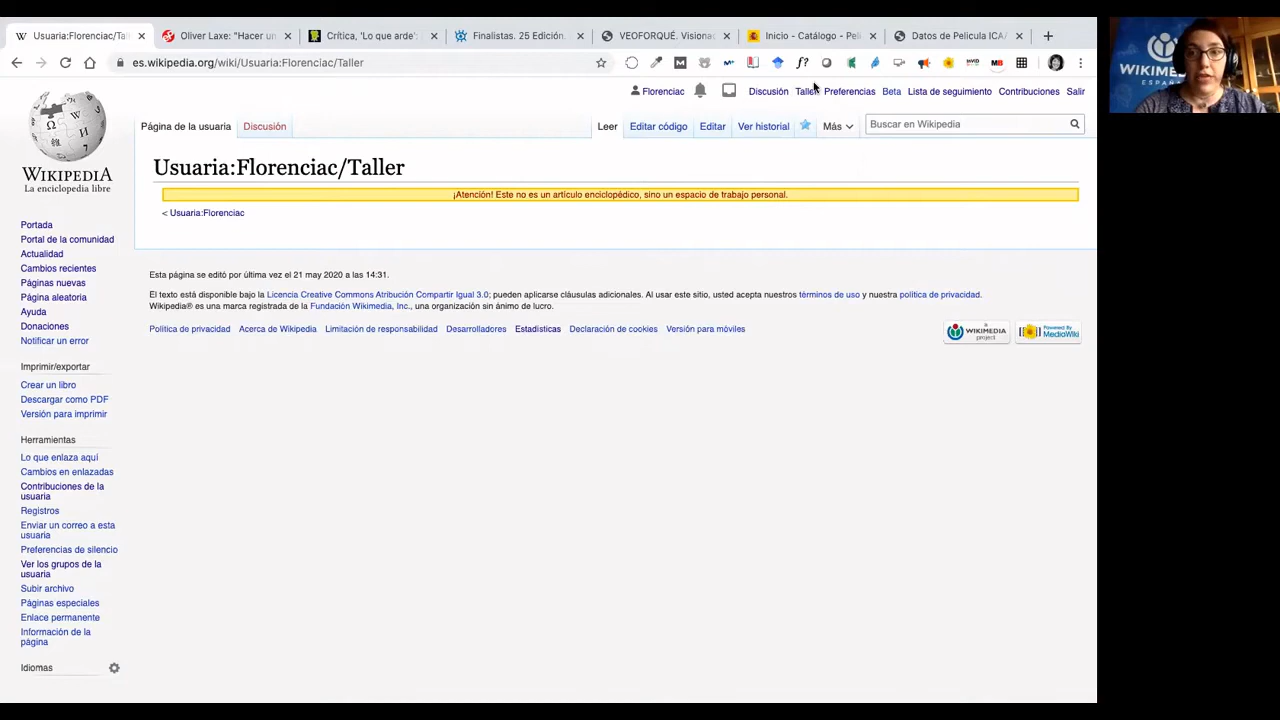 Usuaria:Florenciac/Tall
Oliver Laxe: "Hacer un
Crítica, 'Lo que arde':
Finalistas. 25 Edición.
VEOFORQUÉ. Visiona
Inicio - Catálogo - Pel
Datos de Pelicula ICA
es.wikipedia.org/wiki/Usuaria:Florenciac/Taller
WIKIMED
ESPAÑ
Florenciac
Discusión
Taller
Preferencias
Beta
Lista de seguimiento
Contribuciones
Salir
Página de la usuaria
Discusión
Leer
Editar código
Editar
Ver historial
Más
Buscar en Wikipedia
WIKIPEDIA
La enciclopedia libre
Usuaria:Florenciac/Taller
¡Atención! Este no es un artículo enciclopédico, sino un espacio de trabajo personal.
< Usuaria:Florenciac
Portada
Portal de la comunidad
Actualidad
Cambios recientes
Páginas nuevas
Página aleatoria
Ayuda
Donaciones
Notificar un error
Imprimir/exportar
Crear un libro
Descargar como PDF
Versión para imprimir
Herramientas
Lo que enlaza aquí
Cambios en enlazadas
Contribuciones de la
usuaria
Registros
Enviar un correo a esta
usuaria
Preferencias de silencio
Ver los grupos de la
usuaria
Subir archivo
Páginas especiales
Enlace permanente
Información de la
página
Idiomas
Esta página se editó por última vez el 21 may 2020 a las 14:31.
El texto está disponible bajo la Licencia Creative Commons Atribución Compartir Igual 3.0; pueden aplicarse cláusulas adicionales. Al usar este sitio, usted acepta nuestros términos de uso y nuestra política de privacidad.
Wikipedia® es una marca registrada de la Fundación Wikimedia, Inc., una organización sin ánimo de lucro.
Política de privacidad
Acerca de Wikipedia
Limitación de responsabilidad
Desarrolladores
Estadísticas
Declaración de cookies
Versión para móviles
a
WIKIMEDIA
project
Powered By
MediaWiki